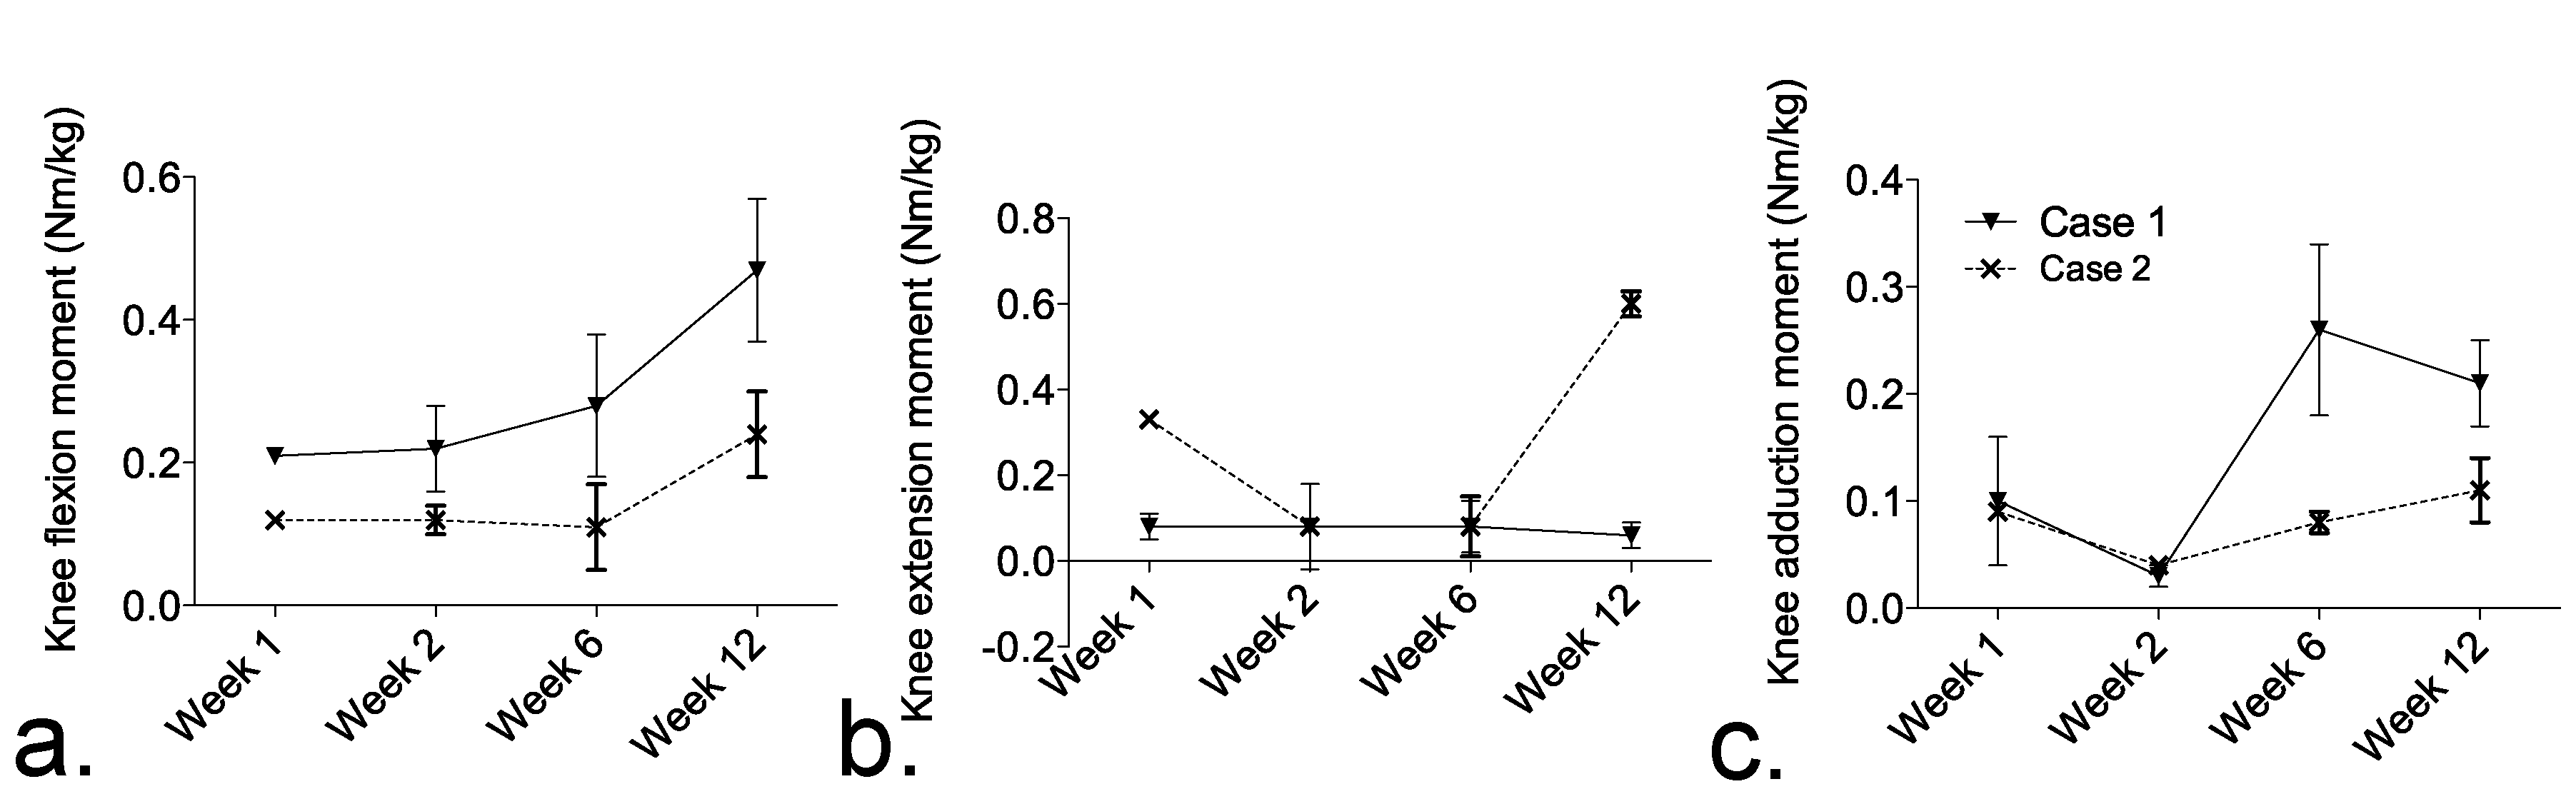 Knee flexion moment (Nm/kg)
0.6
0.4
0.2
0.0
Week 1
Week 2
Week 6
Week 12
a.
Knee extension moment (Nm/kg)
0.8
0.6
0.4
0.2
0.0
-0.2
Week 1
Week 2
Week 6
Week 12
b.
Knee adduction moment (Nm/kg)
0.4
0.3
0.2
0.1
0.0
Case 1
Case 2
Week 1
Week 2
Week 6
Week 12
c.